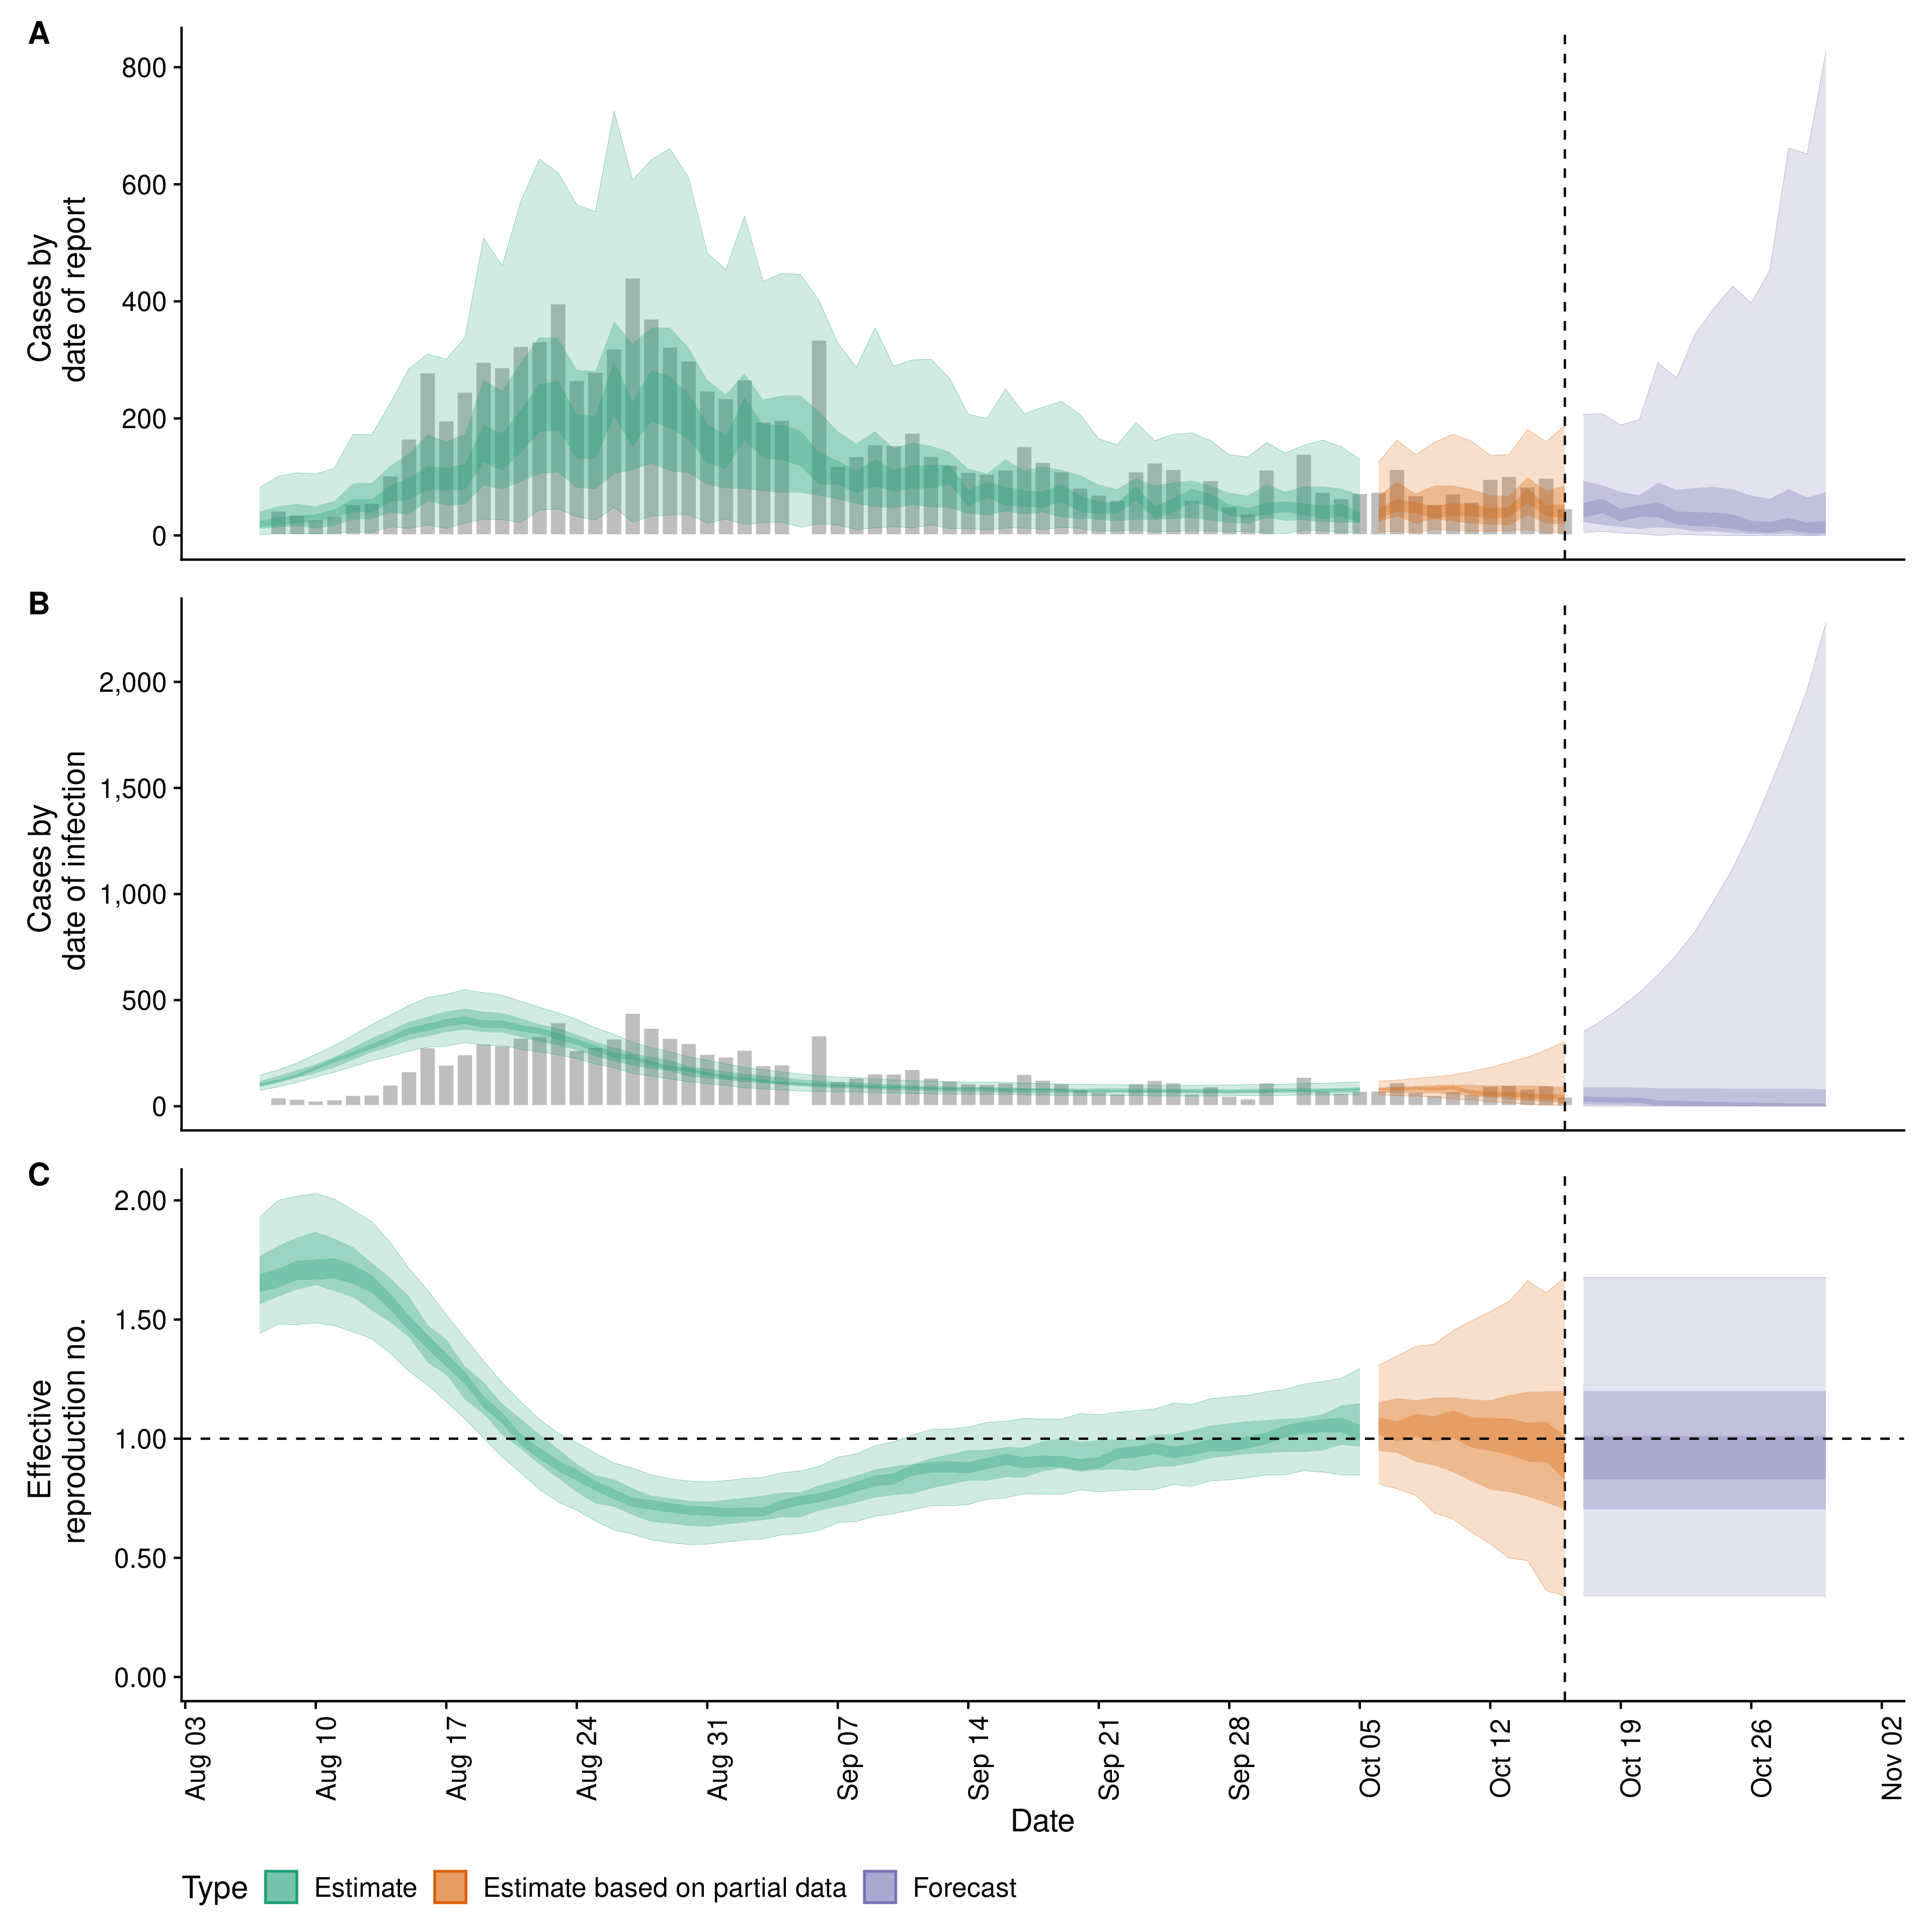 A
800
600
400
200
0
Cases by
date of report
B
2,000
1,500
1,000
500
0
Cases by
date of infection
C
2.00
1.50
1.00
0.50
0.00
Effective
reproduction no.
Aug 03
Aug 10
Aug 17
Aug 24
Aug 31
Sep 07
Sep 14
Sep 21
Sep 28
Oct 05
Oct 12
Oct 19
Oct 26
Nov 02
Date
Type Estimate Estimate based on partial data Forecast